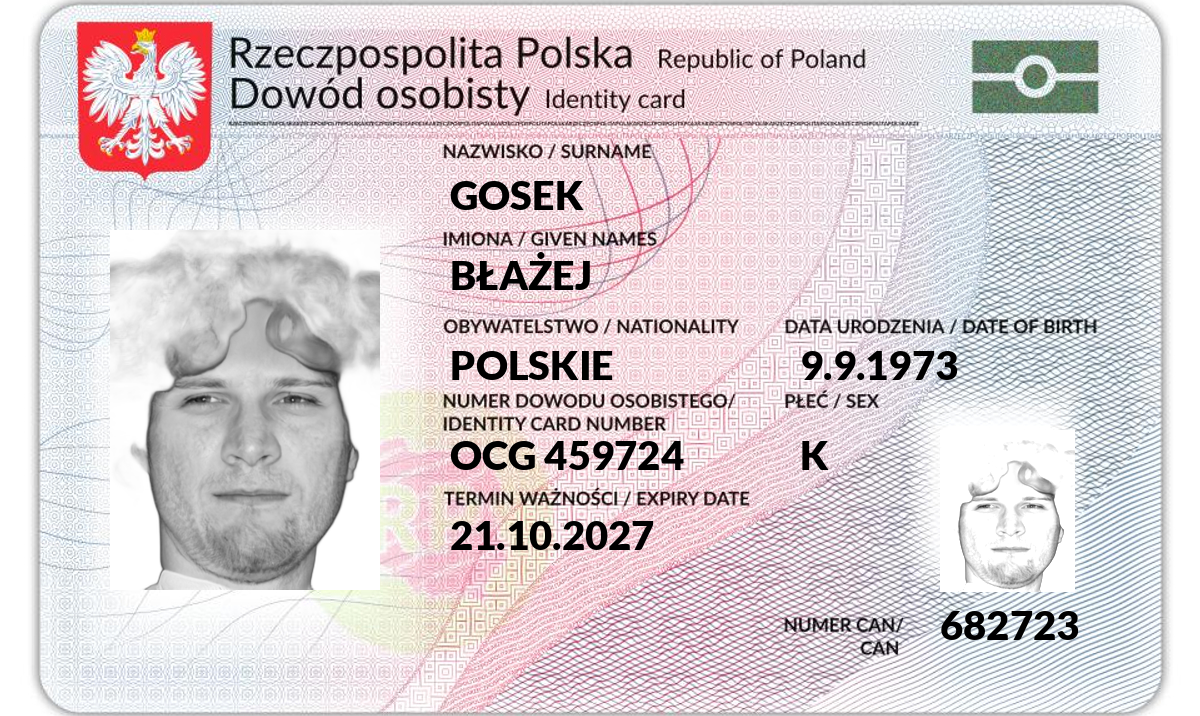 Rzeczpospolita Polska Republic of Poland
Dowód osobisty Identity card
NAZWISKO / SURNAME
GOSEK
IMIONA / GIVEN NAMES
BŁAŻEJ
OBYWATELSTWO / NATIONALITY DATA URODZENIA / DATE OF BIRTH
POLSKIE 9.9.1973
NUMER DOWODU OSOBISTEGO/ PŁEĆ / SEX
IDENTITY CARD NUMBER
OCG 459724 K
TERMIN WAŻNOŚCI / EXPIRY DATE
21.10.2027
NUMER CAN/ 682723
CAN